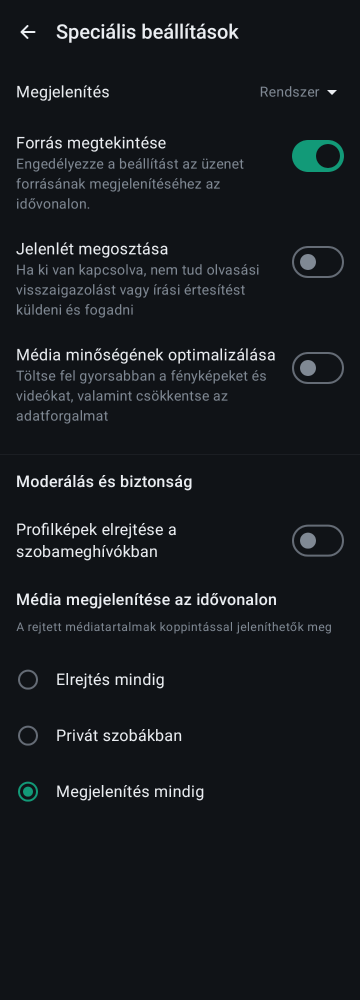 Speciális beállítások
Megjelenítés
Rendszer
Forrás megtekintése
Engedélyezze a beállítást az üzenet
forrásának megjelenítéséhez az
idővonalon.
Jelenlét megosztása
Ha ki van kapcsolva, nem tud olvasási
visszaigazolást vagy írási értesítést
küldeni és fogadni
Média minőségének optimalizálása
Töltse fel gyorsabban a fényképeket és
videókat, valamint csökkentse az
adatforgalmat
Moderálás és biztonság
Profilképek elrejtése a
szobameghívókban
Média megjelenítése az idővonalon
A rejtett médiatartalmak koppintással jeleníthetők meg
Elrejtés mindig
Privát szobákban
Megjelenítés mindig